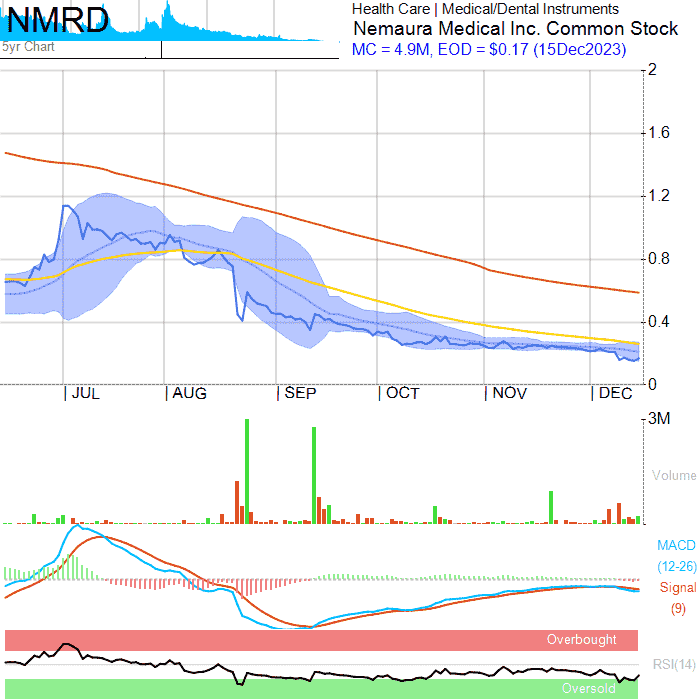 NMRD
5yr Chart
Health Care | Medical/Dental Instruments
Nemaura Medical Inc. Common Stock
MC = 4.9M, EOD = $0.17 (15Dec2023)
2
1.6
1.2
0.8
0.4
0
JUL AUG SEP OCT NOV DEC
3M
Volume
MACD
(12-26)
Signal
(9)
Overbought
RSI(14)
Oversold